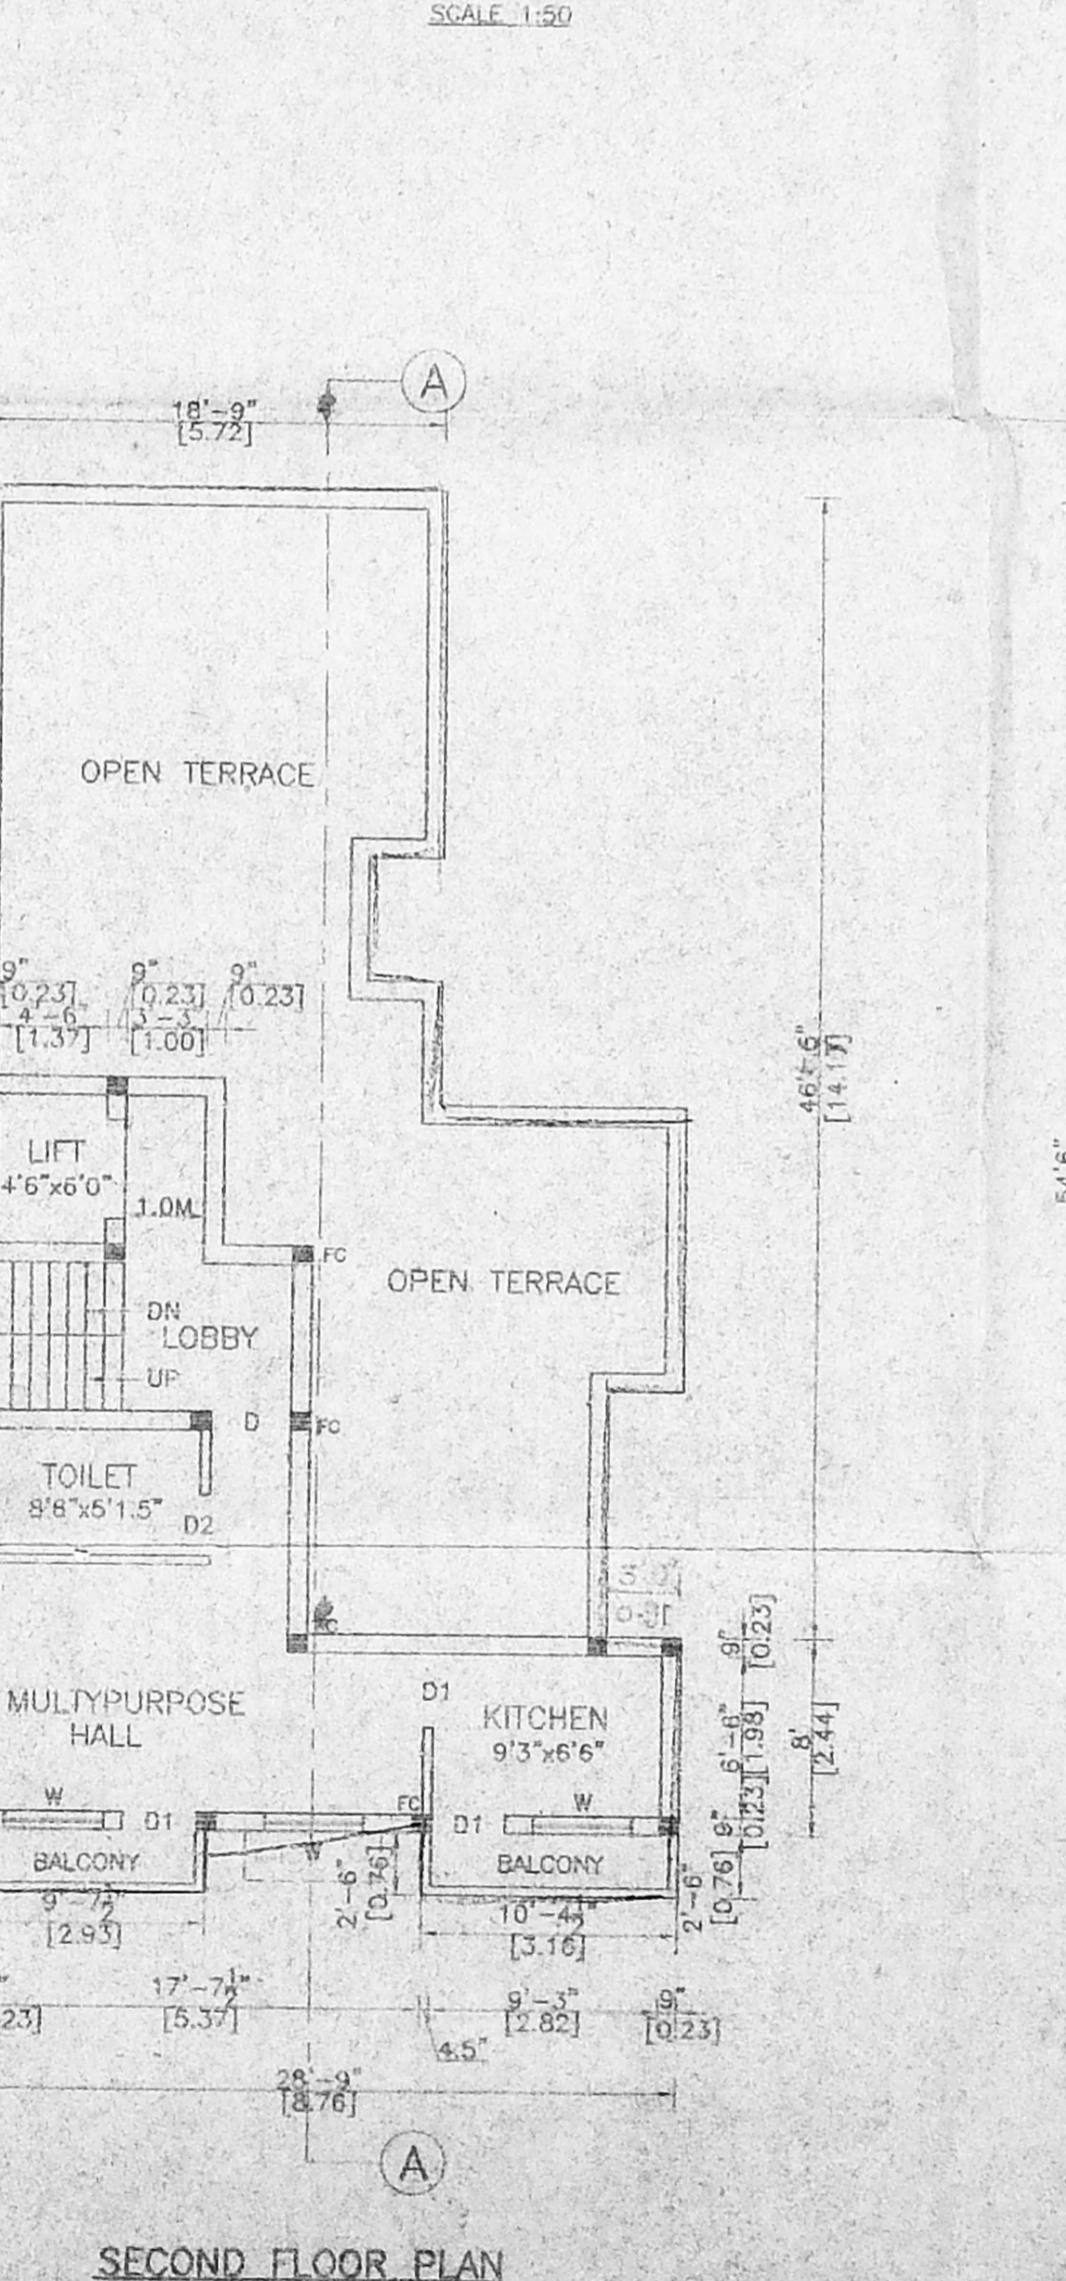 SCALE 1:50
A
18'-9"
[5.72]
OPEN TERRACE
9"
[0.23]
9"
[0.23]
9"
[0.23]
4'-6"
[1.37]
3'-3"
[1.00]
46'-6"
[14.17]
54'6"
LIFT
4'6"x6'0"
1.0M.
FC
OPEN TERRACE
DN
LOBBY
UP
D
FC
TOILET
8'8"x5'1.5"
D2
9"
[0.23]
D1
MULTYPURPOSE
HALL
KITCHEN
9'3"x6'6"
6'-6"
[1.98]
8'
[2.44]
W
D1
FC
D1
W
9"
[0.23]
BALCONY
W
BALCONY
2'-6"
[0.76]
2'-6"
[0.76]
9'-7½"
[2.93]
10'-4½"
[3.16]
17'-7½"
[5.37]
9'-3"
[2.82]
9"
[0.23]
23]
4.5"
28'-9"
[8.76]
A
SECOND FLOOR PLAN